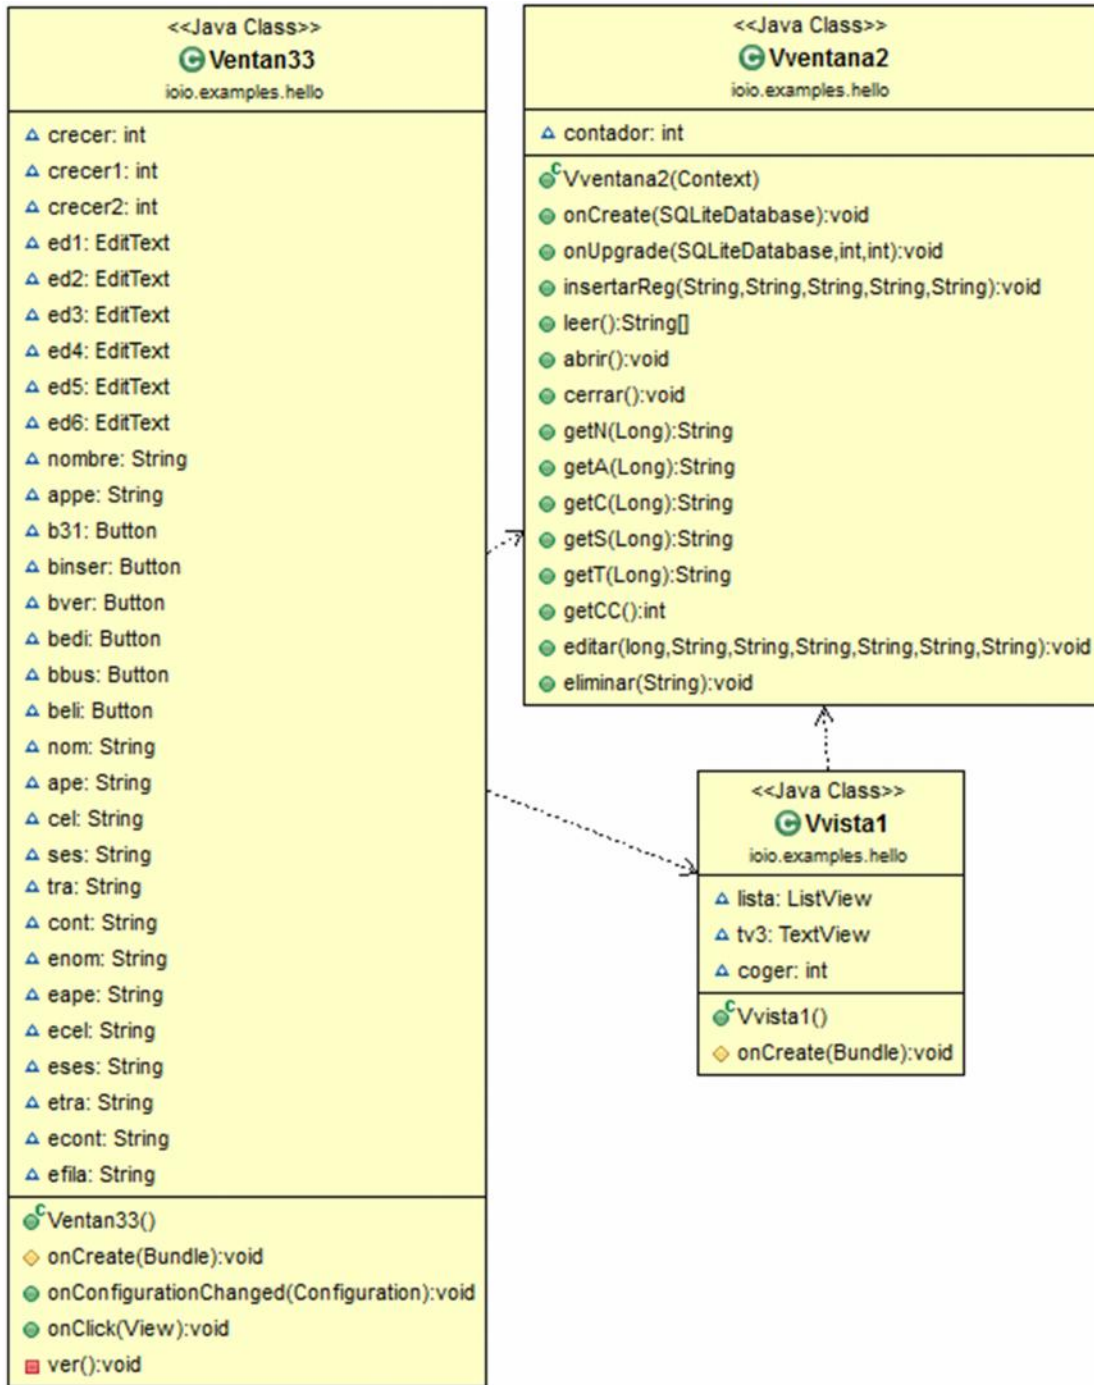 <<Java Class>>
Ventan33
ioio.examples.hello
crecer: int
crecer1: int
crecer2: int
ed1: EditText
ed2: EditText
ed3: EditText
ed4: EditText
ed5: EditText
ed6: EditText
nombre: String
appe: String
b31: Button
binser: Button
bver: Button
bedi: Button
bbus: Button
beli: Button
nom: String
ape: String
cel: String
ses: String
tra: String
cont: String
enom: String
eape: String
ecel: String
eses: String
etra: String
econt: String
efila: String
Ventan33()
onCreate(Bundle):void
onConfigurationChanged(Configuration):void
onClick(View):void
ver():void
<<Java Class>>
Vventana2
ioio.examples.hello
contador: int
Vventana2(Context)
onCreate(SQLiteDatabase):void
onUpgrade(SQLiteDatabase,int,int):void
insertarReg(String,String,String,String,String):void
leer():String[]
abrir():void
cerrar():void
getN(Long):String
getA(Long):String
getC(Long):String
getS(Long):String
getT(Long):String
getCC():int
editar(long,String,String,String,String,String,String):void
eliminar(String):void
<<Java Class>>
Vvista1
ioio.examples.hello
lista: ListView
tv3: TextView
coger: int
Vvista1()
onCreate(Bundle):void